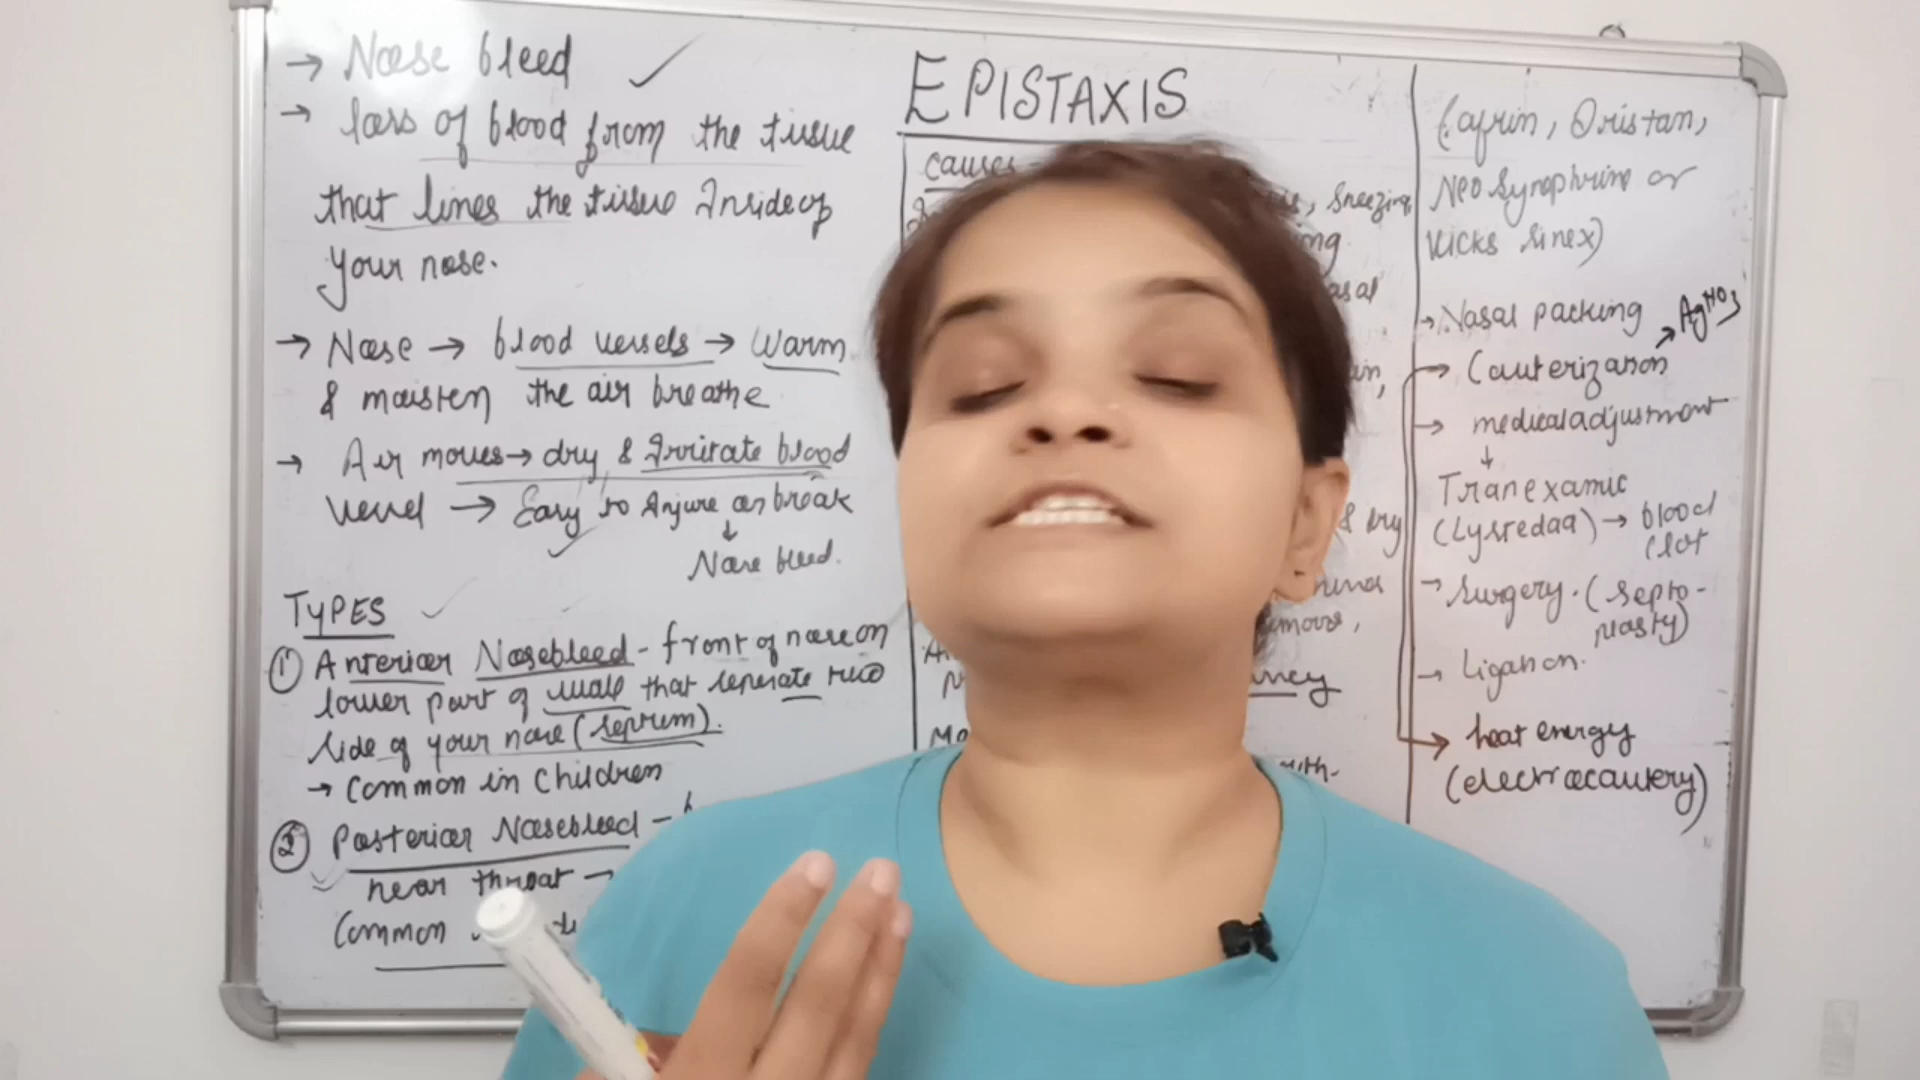 → Nose bleed
→ loss of blood from the tissue
that lines the tissue Inside of
your nose.
→ Nose → blood vessels → Warm
& moisten the air breathe
→ Air moves → dry & Irritate blood
vessel → Easy to Injure or break
↓
Nose bleed.
TYPES
① Anterior Nosebleed - front of nose on
lower part of wall that seperate two
side of your nose (septum).
→ Common in children
② Posterior Nosebleed -
near throat →
Common
EPISTAXIS
causes
, sneezing,
asal
& dry
ancy
(afrin, Dristan,
Neo Synephrine or
Vicks Sinex)
→ Nasal packing
→ Cauterization → AgNO3
→ medical adjustment
↓
Tranexamic
(Lystedaa) → blood
clot
→ Surgery. (Septo-
plasty)
→ Ligation.
→ heat energy
(electrocautery)